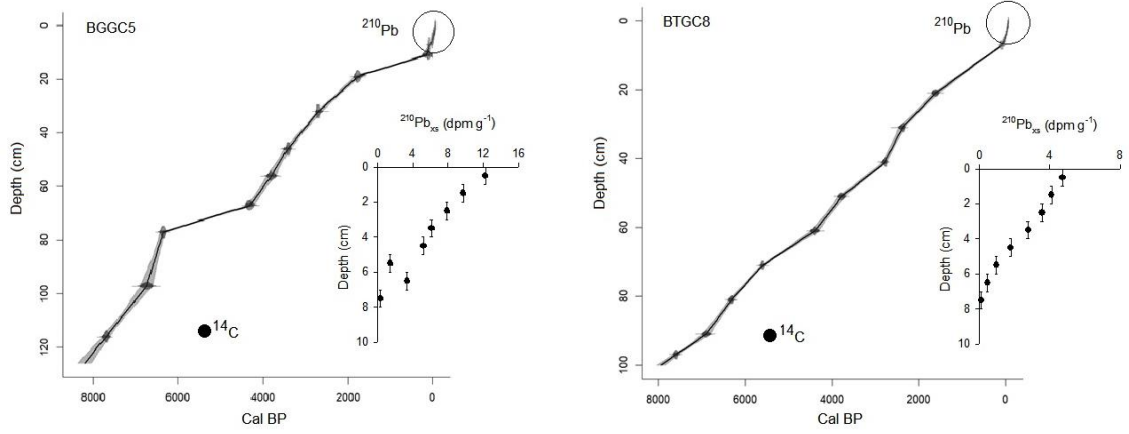 BGGC5
210Pb
0
20
40
60
80
100
120
Depth (cm)
8000 6000 4000 2000 0
Cal BP
14C
210Pbxs (dpm g-1)
0 4 8 12 16
0
2
4
6
8
10
Depth (cm)
BTGC8
210Pb
0
20
40
60
80
100
Depth (cm)
8000 6000 4000 2000 0
Cal BP
14C
210Pbxs (dpm g-1)
0 4 8
0
2
4
6
8
10
Depth (cm)